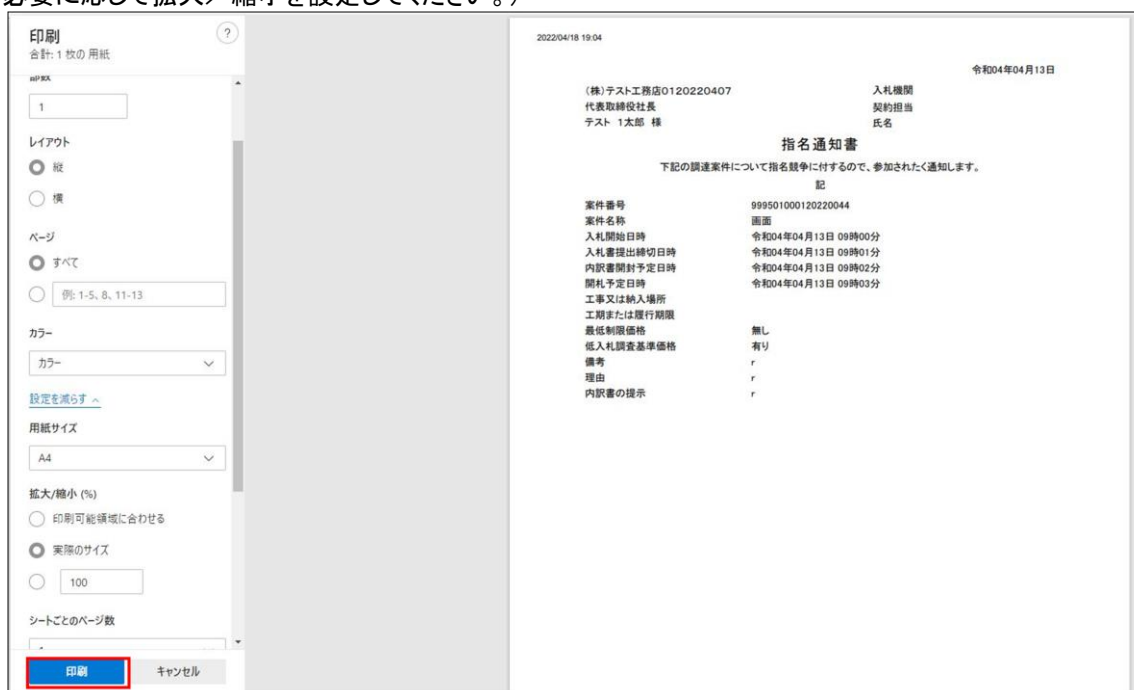 必要に応じて拡大／縮小を設定してください。)
印刷
?
合計: 1 枚の 用紙
部数
1
レイアウト
縦
横
ページ
すべて
例: 1-5、8、11-13
カラー
カラー
設定を減らす
用紙サイズ
A4
拡大/縮小 (%)
印刷可能領域に合わせる
実際のサイズ
100
シートごとのページ数
印刷
キャンセル
2022/04/18 19:04
令和04年04月13日
(株)テスト工務店0120220407 入札機関
代表取締役社長 契約担当
テスト 1太郎 様 氏名
指名通知書
下記の調達案件について指名競争に付するので、参加されたく通知します。
記
案件番号 999501000120220044
案件名称 画面
入札開始日時 令和04年04月13日 09時00分
入札書提出締切日時 令和04年04月13日 09時01分
内訳書開封予定日時 令和04年04月13日 09時02分
開札予定日時 令和04年04月13日 09時03分
工事又は納入場所
工期または履行期限
最低制限価格 無し
低入札調査基準価格 有り
備考 r
理由 r
内訳書の提示 r